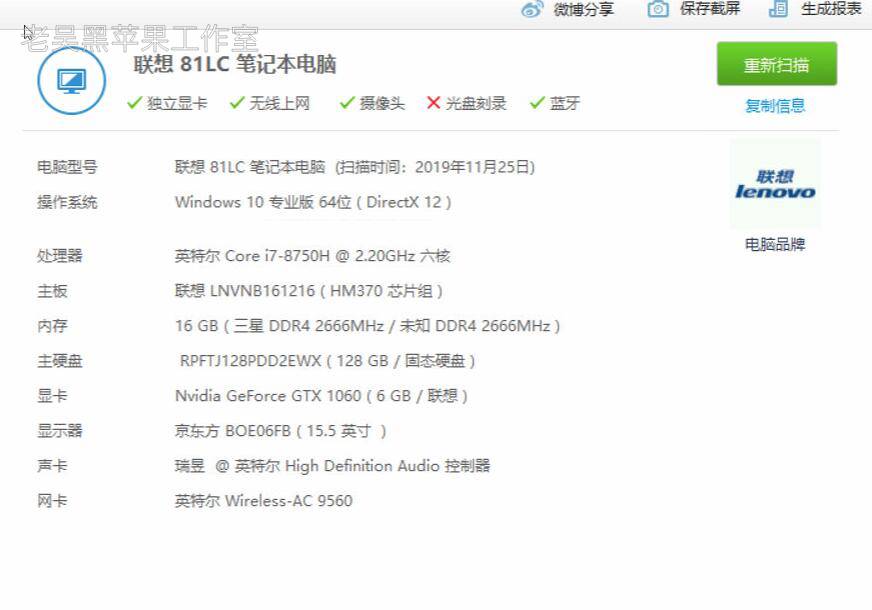 微博分享 保存截屏 生成报表
老吴黑苹果工作室
联想 81LC 笔记本电脑
重新扫描
独立显卡 无线上网 摄像头 光盘刻录 蓝牙
复制信息
电脑型号 联想 81LC 笔记本电脑 (扫描时间：2019年11月25日)
操作系统 Windows 10 专业版 64位 ( DirectX 12 )
联想
lenovo
电脑品牌
处理器 英特尔 Core i7-8750H @ 2.20GHz 六核
主板 联想 LNVNB161216 ( HM370 芯片组 )
内存 16 GB ( 三星 DDR4 2666MHz / 未知 DDR4 2666MHz )
主硬盘 RPFTJ128PDD2EWX ( 128 GB / 固态硬盘 )
显卡 Nvidia GeForce GTX 1060 ( 6 GB / 联想 )
显示器 京东方 BOE06FB ( 15.5 英寸 )
声卡 瑞昱 @ 英特尔 High Definition Audio 控制器
网卡 英特尔 Wireless-AC 9560